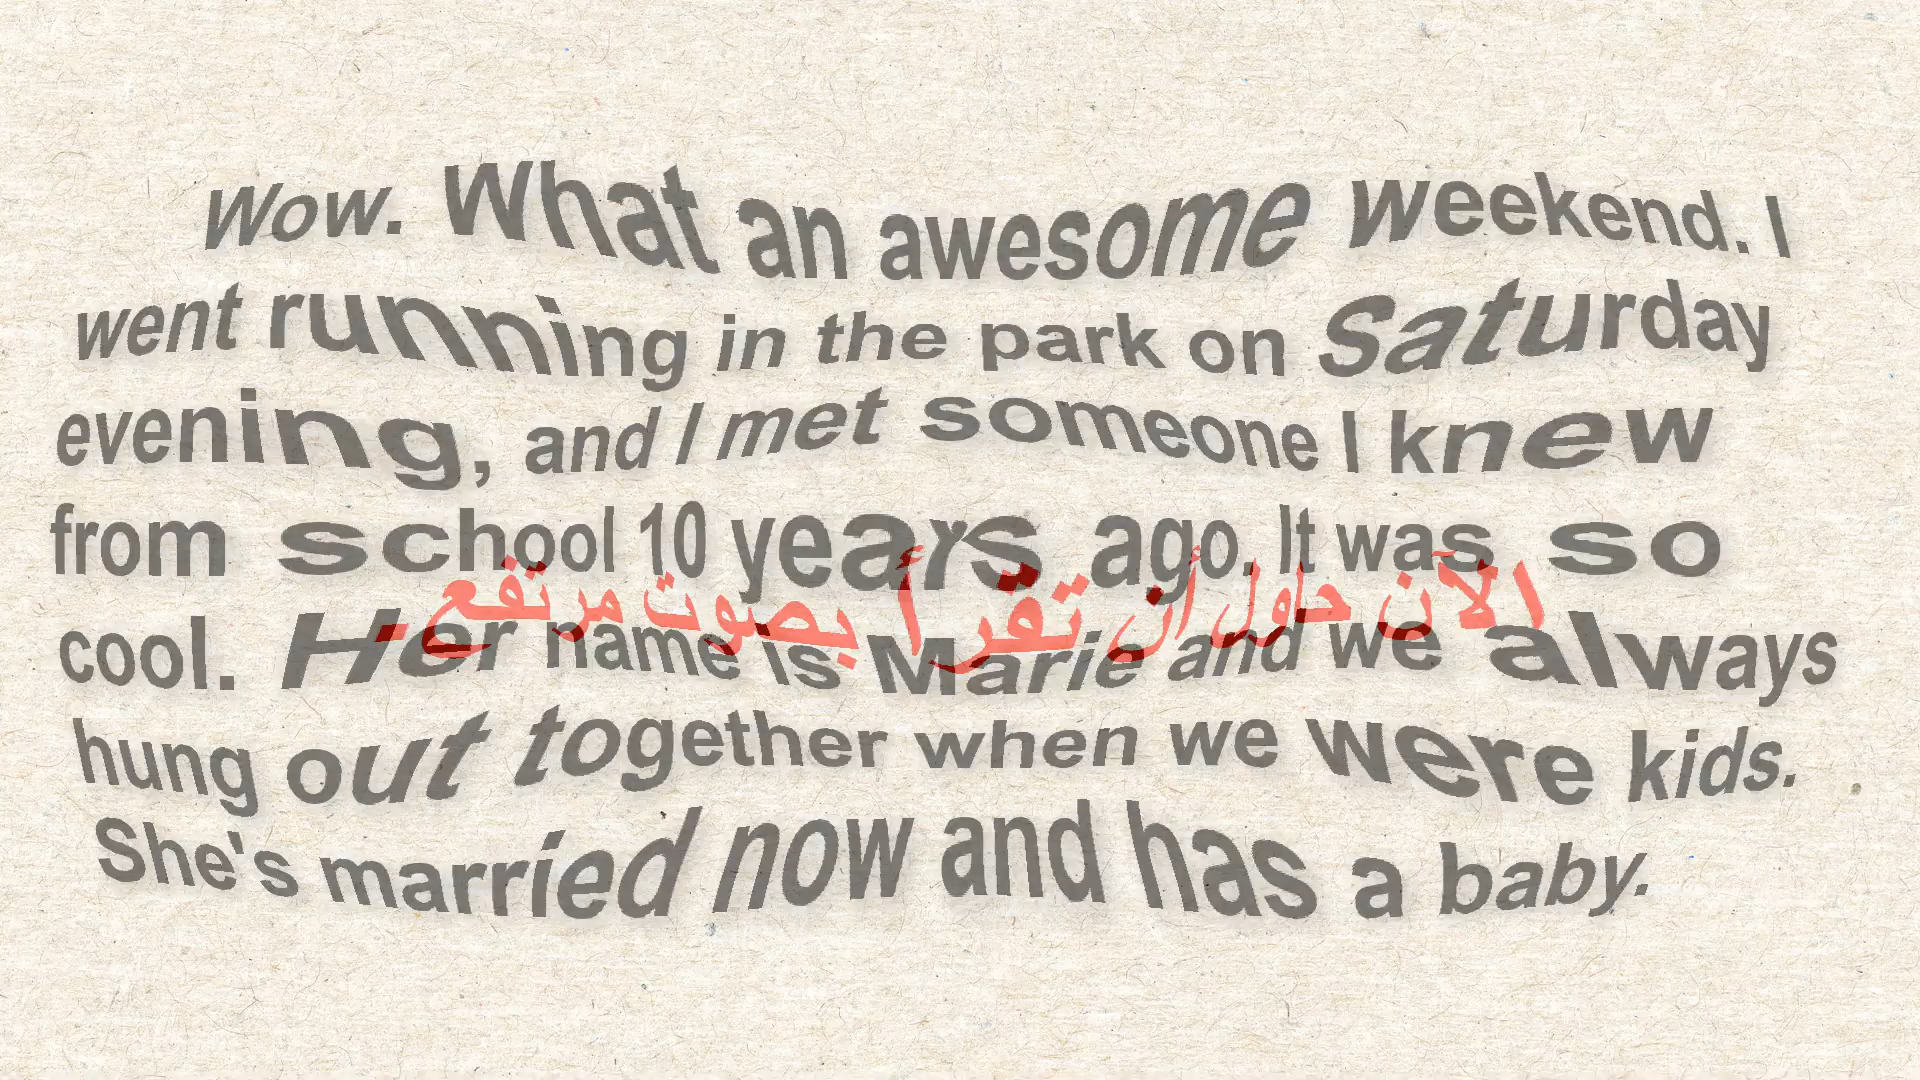 Wow. What an awesome weekend. I
went running in the park on Saturday
evening, and I met someone I knew
from school 10 years ago. It was so
الآن حاول أن تقرأ بصوت مرتفع.
cool. Her name is Marie and we always
hung out together when we were kids.
She's married now and has a baby.